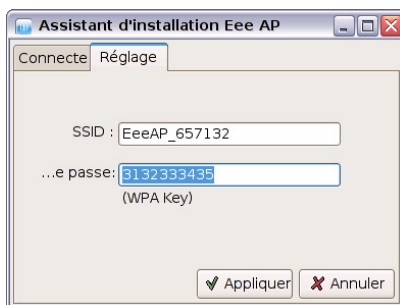 Assistant d'installation Eee AP
Connecte Réglage
SSID : EeeAP_657132
...e passe: 3132333435
(WPA Key)
Appliquer Annuler